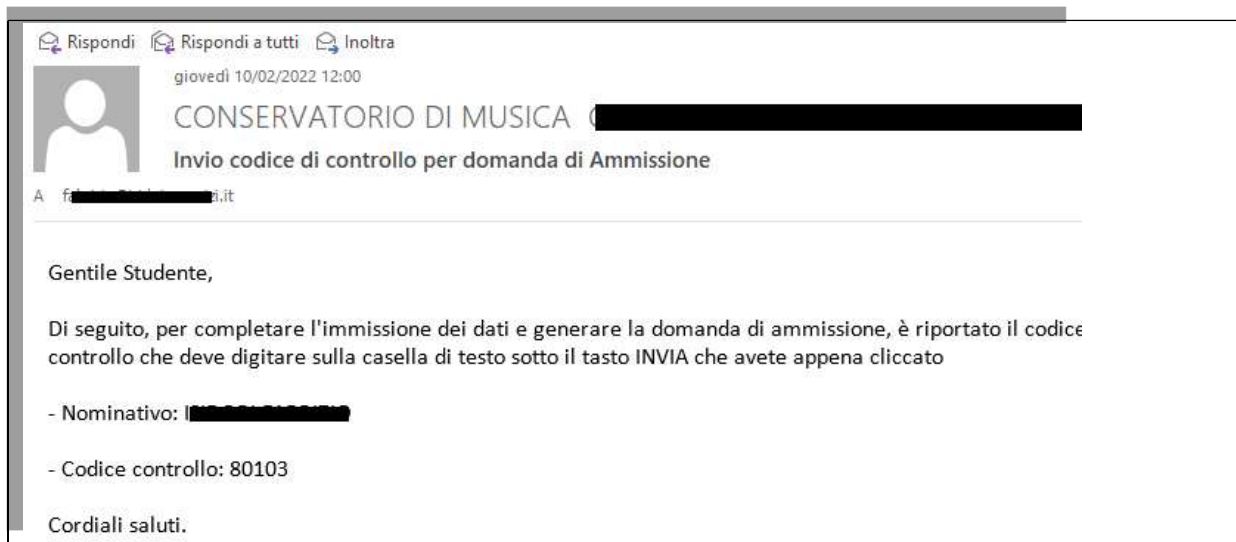 Rispondi Rispondi a tutti Inoltra
giovedì 10/02/2022 12:00
CONSERVATORIO DI MUSICA
Invio codice di controllo per domanda di Ammissione
A
Gentile Studente,
Di seguito, per completare l'immissione dei dati e generare la domanda di ammissione, è riportato il codice
controllo che deve digitare sulla casella di testo sotto il tasto INVIA che avete appena cliccato
- Nominativo:
- Codice controllo: 80103
Cordiali saluti.